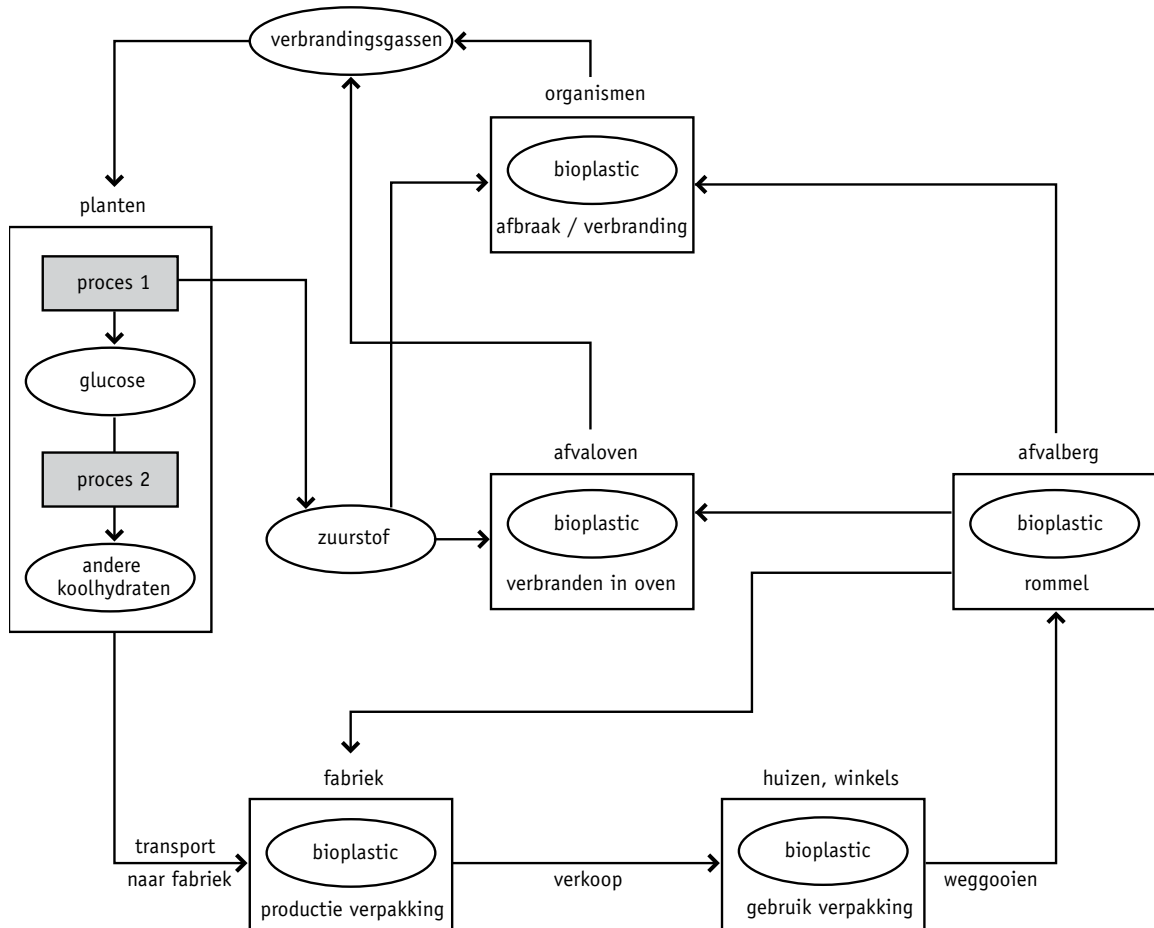 verbrandingsgassen
organismen
bioplastic
afbraak / verbranding
planten
proces 1
glucose
proces 2
andere
koolhydraten
zuurstof
afvaloven
bioplastic
verbranden in oven
afvalberg
bioplastic
rommel
transport
naar fabriek
fabriek
bioplastic
productie verpakking
verkoop
huizen, winkels
bioplastic
gebruik verpakking
weggooien